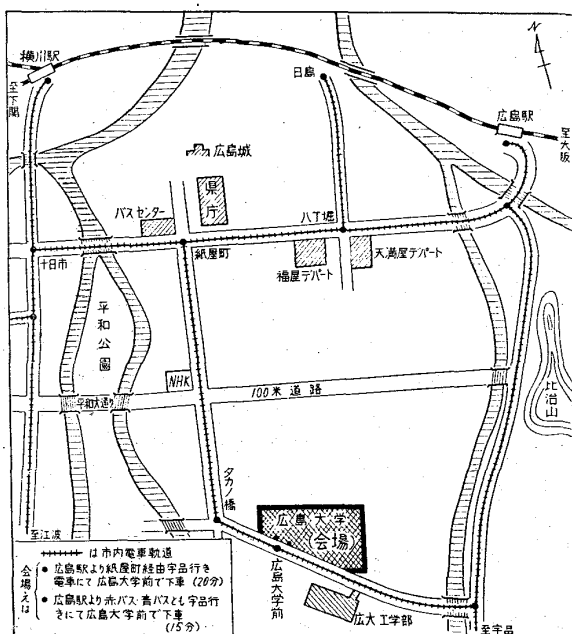 N
横川駅
至下関
日島
広島駅
至大阪
広島城
県庁
バスセンター
八丁堀
十日市
紙屋町
福屋デパート
天満屋デパート
平和公園
NHK
100米道路
平和大通り
比治山
タカノ橋
広島大学
(会場)
至江波
広島大学前
広大工学部
至宇品
会場えは
は市内電車軌道
● 広島駅より紙屋町経由宇品行き
電車にて広島大学前で下車 (20分)
● 広島駅より赤バス・青バスとも宇品行
きにて広島大学前で下車
(15分)